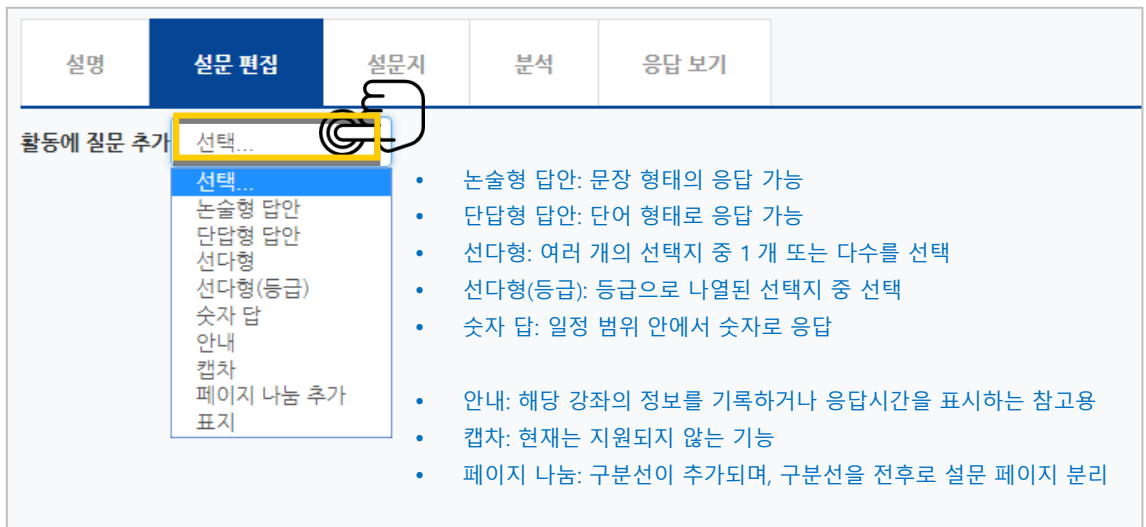 설명 설문 편집 설문지 분석 응답 보기
활동에 질문 추가 선택...
선택...
논술형 답안
단답형 답안
선다형
선다형(등급)
숫자 답
안내
캡차
페이지 나눔 추가
표지
• 논술형 답안: 문장 형태의 응답 가능
• 단답형 답안: 단어 형태로 응답 가능
• 선다형: 여러 개의 선택지 중 1 개 또는 다수를 선택
• 선다형(등급): 등급으로 나열된 선택지 중 선택
• 숫자 답: 일정 범위 안에서 숫자로 응답
• 안내: 해당 강좌의 정보를 기록하거나 응답시간을 표시하는 참고용
• 캡차: 현재는 지원되지 않는 기능
• 페이지 나눔: 구분선이 추가되며, 구분선을 전후로 설문 페이지 분리